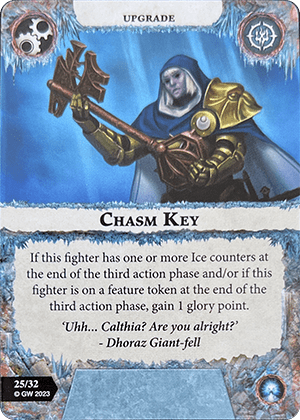 UPGRADE
CHASM KEY
If this fighter has one or more Ice counters at
the end of the third action phase and/or if this
fighter is on a feature token at the end of the
third action phase, gain 1 glory point.
'Uhh... Calthia? Are you alright?'
- Dhoraz Giant-fell
25/32
© GW 2023